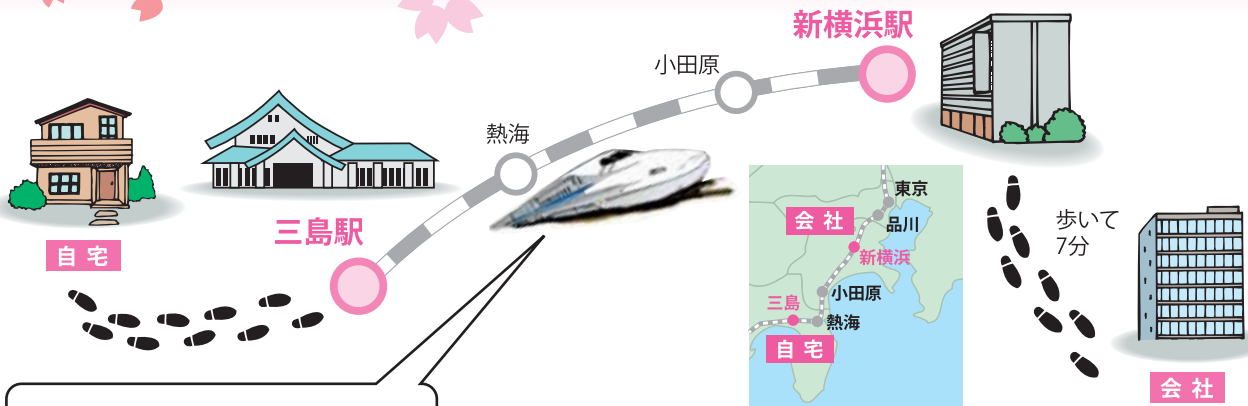 新横浜駅
小田原
熱海
三島駅
自宅
歩いて
7分
会社
東京
品川
会社
新横浜
小田原
三島
熱海
自宅